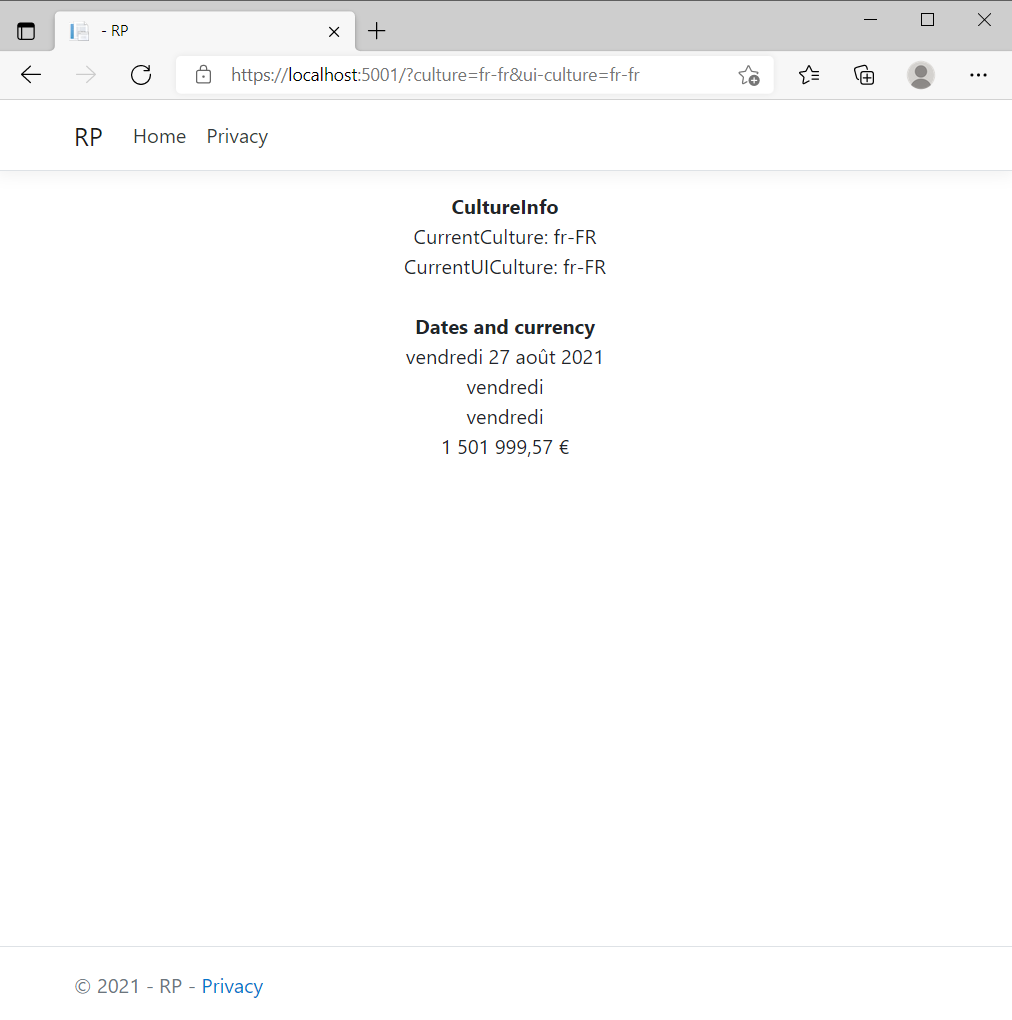 - RP
https://localhost:5001/?culture=fr-fr&ui-culture=fr-fr
RP Home Privacy
CultureInfo
CurrentCulture: fr-FR
CurrentUICulture: fr-FR
Dates and currency
vendredi 27 août 2021
vendredi
vendredi
1 501 999,57 €
© 2021 - RP - Privacy